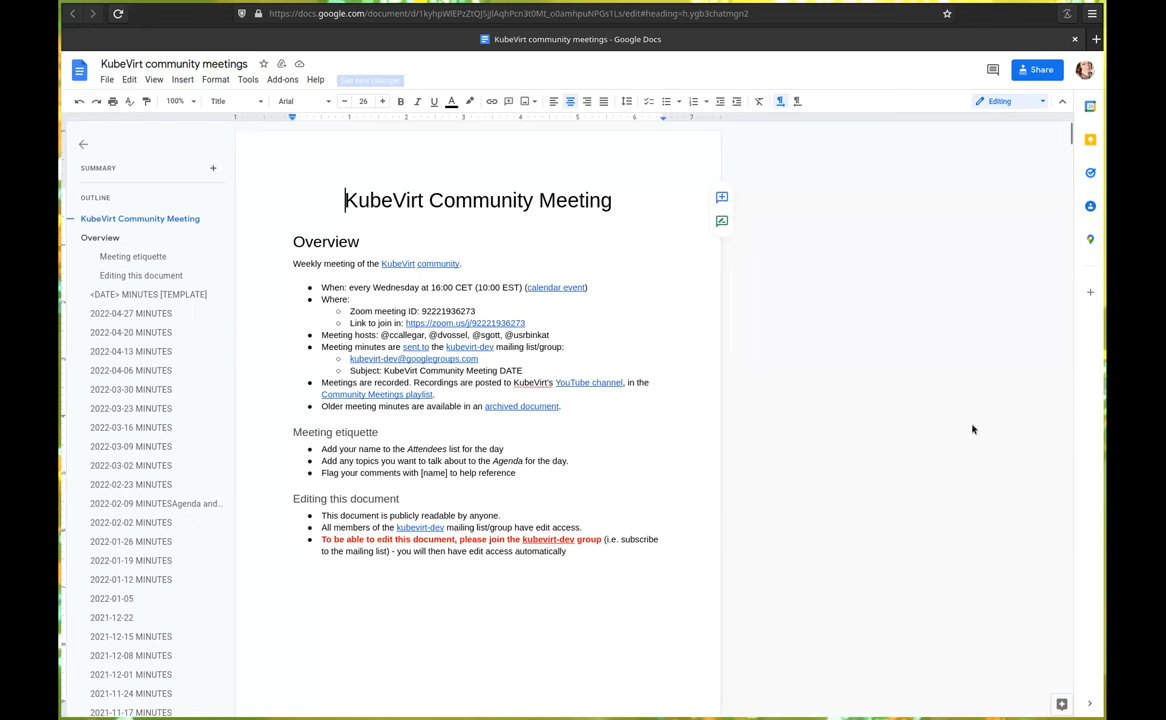 https://docs.google.com/document/d/1kyhpWlEPzZtQJSjJlAqhPcn3t0Mt_o0amhpuNPGs1Ls/edit#heading=h.ygb3chatmgn2
KubeVirt community meetings - Google Docs
KubeVirt community meetings
File Edit View Insert Format Tools Add-ons Help See new changes
Share
100% Title Arial 26 B I U A Editing
1 1 2 3 4 5 6 7
SUMMARY
OUTLINE
KubeVirt Community Meeting
Overview
Meeting etiquette
Editing this document
<DATE> MINUTES [TEMPLATE]
2022-04-27 MINUTES
2022-04-20 MINUTES
2022-04-13 MINUTES
2022-04-06 MINUTES
2022-03-30 MINUTES
2022-03-23 MINUTES
2022-03-16 MINUTES
2022-03-09 MINUTES
2022-03-02 MINUTES
2022-02-23 MINUTES
2022-02-09 MINUTESAgenda and...
2022-02-02 MINUTES
2022-01-26 MINUTES
2022-01-19 MINUTES
2022-01-12 MINUTES
2022-01-05
2021-12-22
2021-12-15 MINUTES
2021-12-08 MINUTES
2021-12-01 MINUTES
2021-11-24 MINUTES
2021-11-17 MINUTES
KubeVirt Community Meeting
Overview
Weekly meeting of the KubeVirt community.
● When: every Wednesday at 16:00 CET (10:00 EST) (calendar event)
● Where:
○ Zoom meeting ID: 92221936273
○ Link to join in: https://zoom.us/j/92221936273
● Meeting hosts: @ccallegar, @dvossel, @sgott, @usrbinkat
● Meeting minutes are sent to the kubevirt-dev mailing list/group:
○ kubevirt-dev@googlegroups.com
○ Subject: KubeVirt Community Meeting DATE
● Meetings are recorded. Recordings are posted to KubeVirt's YouTube channel, in the
Community Meetings playlist.
● Older meeting minutes are available in an archived document.
Meeting etiquette
● Add your name to the Attendees list for the day
● Add any topics you want to talk about to the Agenda for the day.
● Flag your comments with [name] to help reference
Editing this document
● This document is publicly readable by anyone.
● All members of the kubevirt-dev mailing list/group have edit access.
● To be able to edit this document, please join the kubevirt-dev group (i.e. subscribe
to the mailing list) - you will then have edit access automatically